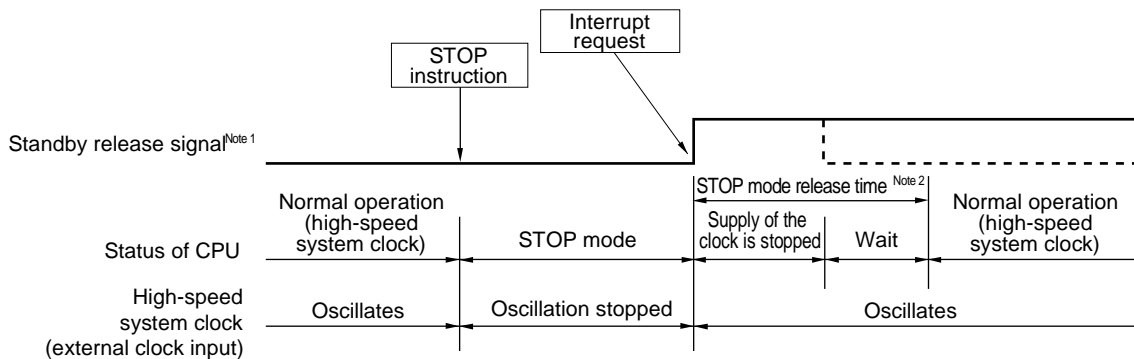 Interrupt
request
STOP
instruction
Standby release signal Note 1
STOP mode release time Note 2
Normal operation
(high-speed
system clock)
Supply of the
clock is stopped
Normal operation
(high-speed
system clock)
Status of CPU
STOP mode
Wait
High-speed
system clock
(external clock input)
Oscillates
Oscillation stopped
Oscillates